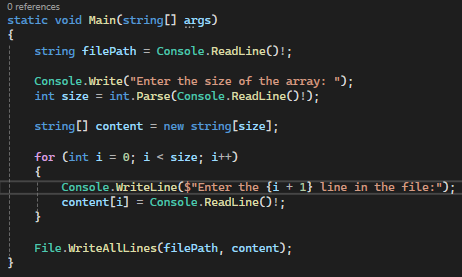 0 references
static void Main(string[] args)
{
    string filePath = Console.ReadLine()!;

    Console.Write("Enter the size of the array: ");
    int size = int.Parse(Console.ReadLine()!);

    string[] content = new string[size];

    for (int i = 0; i < size; i++)
    {
        Console.WriteLine($"Enter the {i + 1} line in the file:");
        content[i] = Console.ReadLine()!;
    }

    File.WriteAllLines(filePath, content);
}